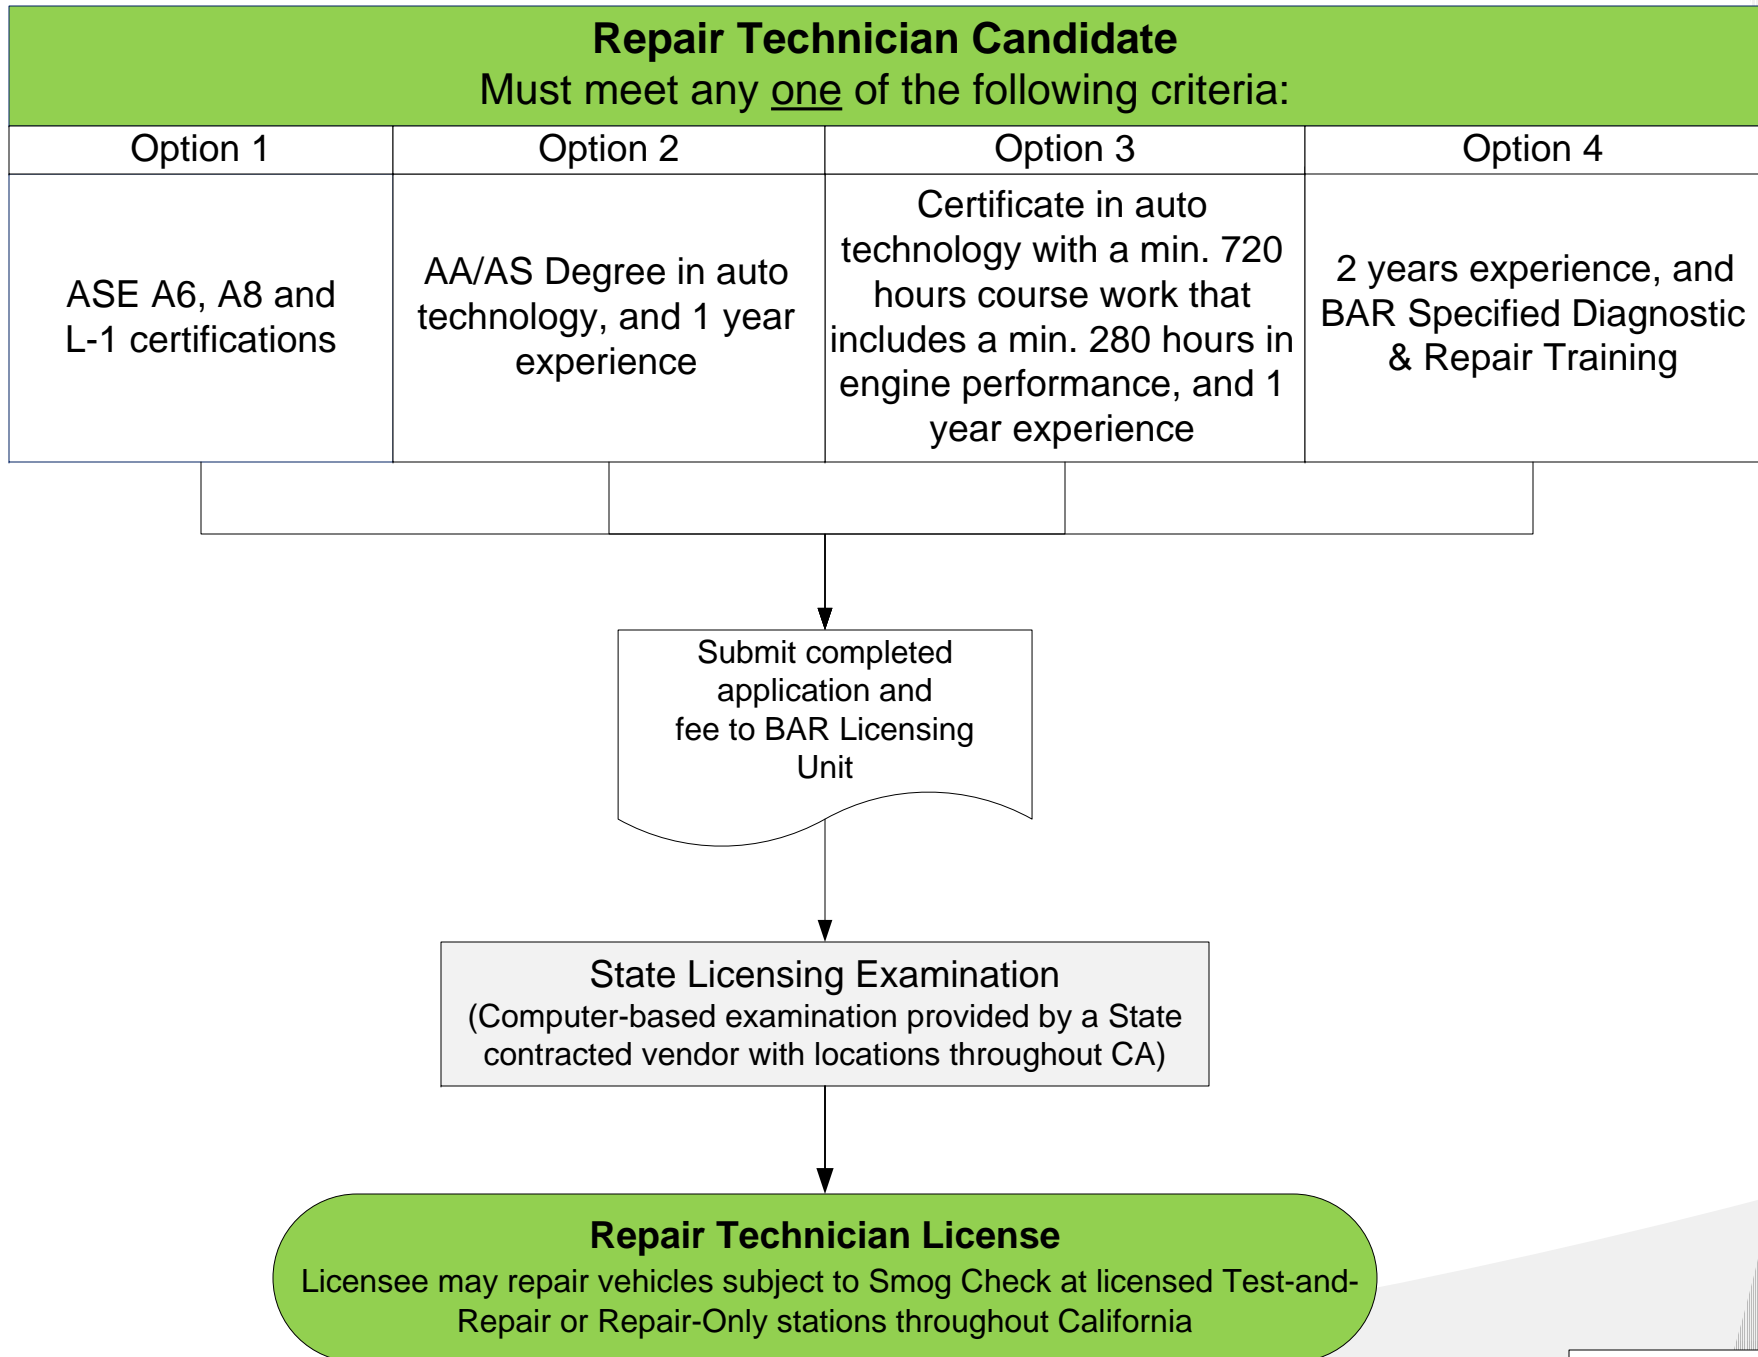 Repair Technician Candidate
Must meet any one of the following criteria:
Option 1
Option 2
Option 3
Option 4
ASE A6, A8 and
L-1 certifications
AA/AS Degree in auto
technology, and 1 year
experience
Certificate in auto
technology with a min. 720
hours course work that
includes a min. 280 hours in
engine performance, and 1
year experience
2 years experience, and
BAR Specified Diagnostic
& Repair Training
Submit completed
application and
fee to BAR Licensing
Unit
State Licensing Examination
(Computer-based examination provided by a State
contracted vendor with locations throughout CA)
Repair Technician License
Licensee may repair vehicles subject to Smog Check at licensed Test-and-
Repair or Repair-Only stations throughout California